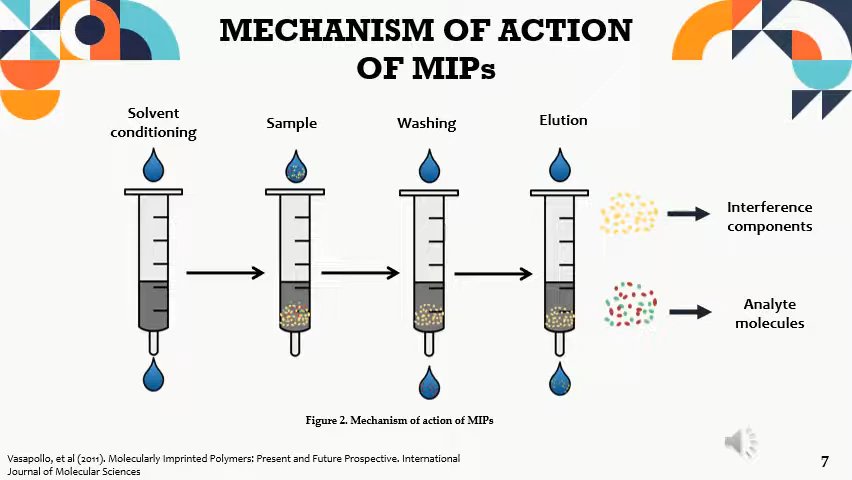 MECHANISM OF ACTION
OF MIPs
Solvent
conditioning
Sample
Washing
Elution
Interference
components
Analyte
molecules
Figure 2. Mechanism of action of MIPs
Vasapollo, et al (2011). Molecularly Imprinted Polymers: Present and Future Prospective. International
Journal of Molecular Sciences
7